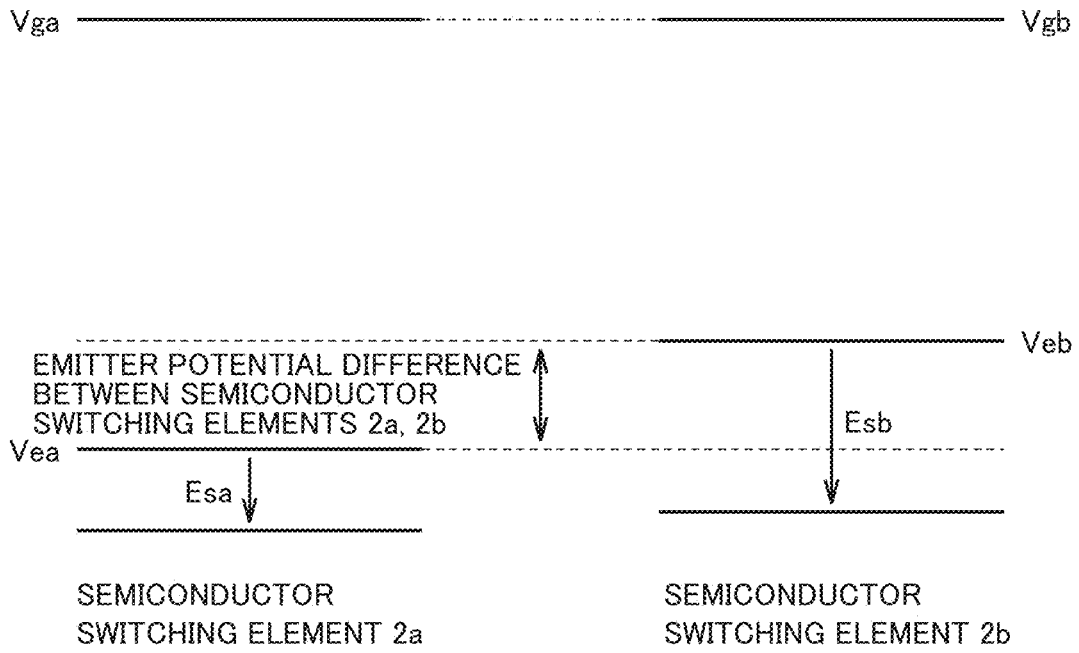 Vga
Vgb
Veb
EMITTER POTENTIAL DIFFERENCE
BETWEEN SEMICONDUCTOR
SWITCHING ELEMENTS 2a, 2b
Esb
Vea
Esa
SEMICONDUCTOR
SWITCHING ELEMENT 2a
SEMICONDUCTOR
SWITCHING ELEMENT 2b